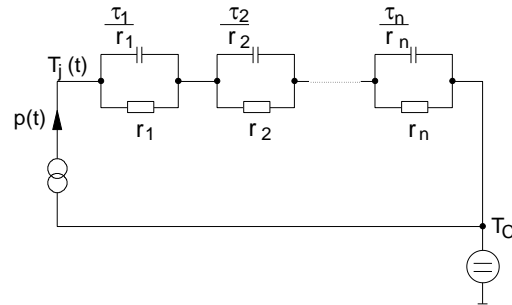 τ1
r1
τ2
r2
τn
rn
Tj(t)
r1
r2
rn
p(t)
TC